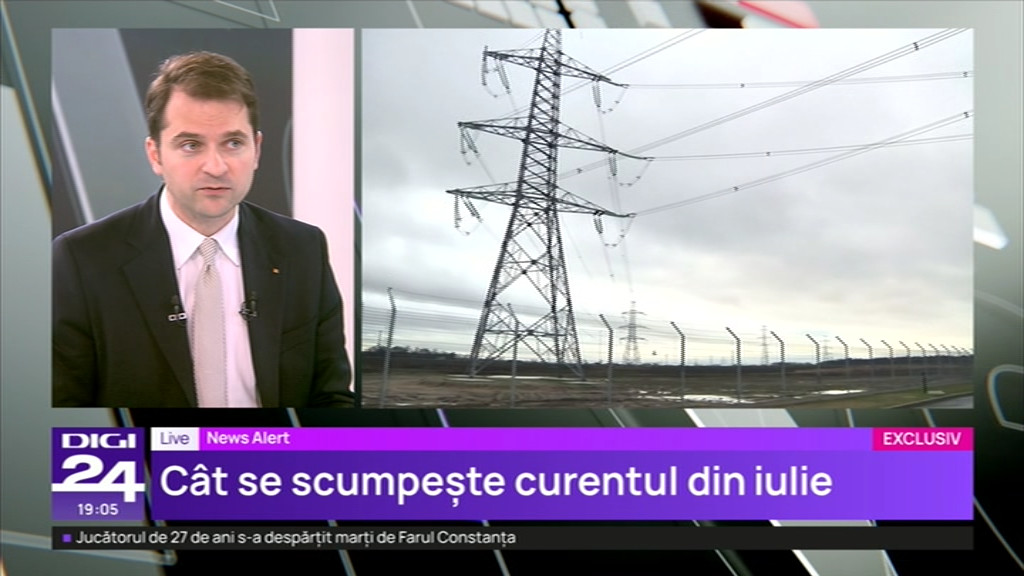 DIGI
24
19:05
Live
News Alert
EXCLUSIV
Cât se scumpește curentul din iulie
Jucătorul de 27 de ani s-a despărțit marți de Farul Constanța